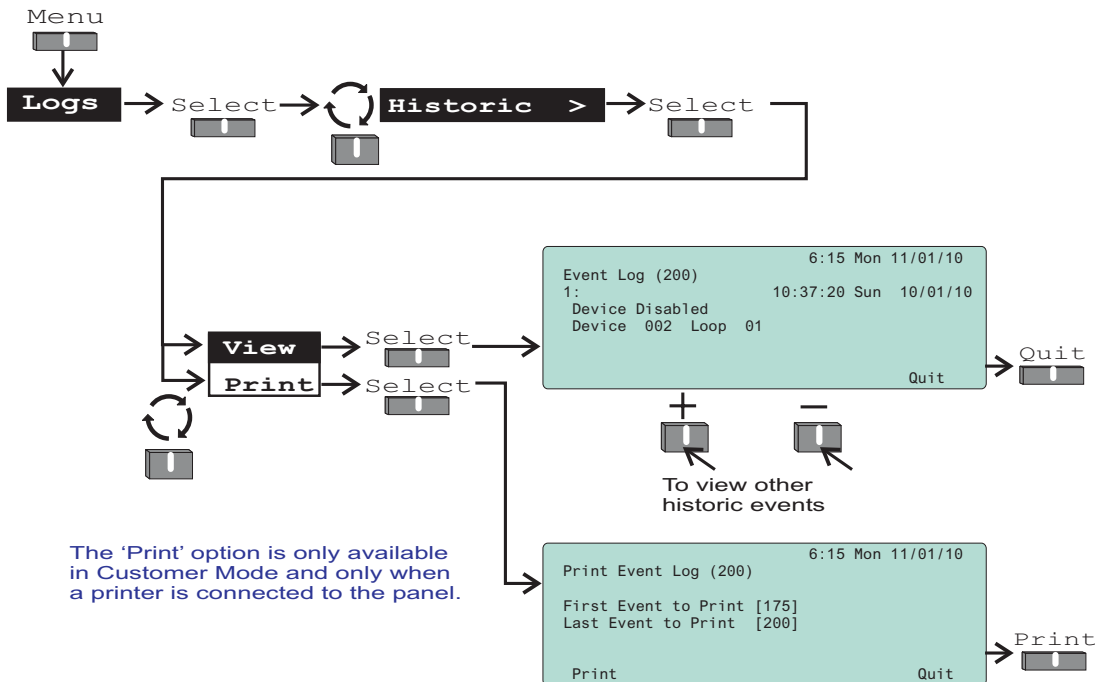 Menu
Logs
Select
Historic >
Select
6:15 Mon 11/01/10
Event Log (200)
1: 10:37:20 Sun 10/01/10
Device Disabled
Device 002 Loop 01
Quit
View
Select
Print
Select
Quit
+ −
To view other
historic events
The ‘Print’ option is only available
in Customer Mode and only when
a printer is connected to the panel.
6:15 Mon 11/01/10
Print Event Log (200)
First Event to Print [175]
Last Event to Print [200]
Print Quit
Print